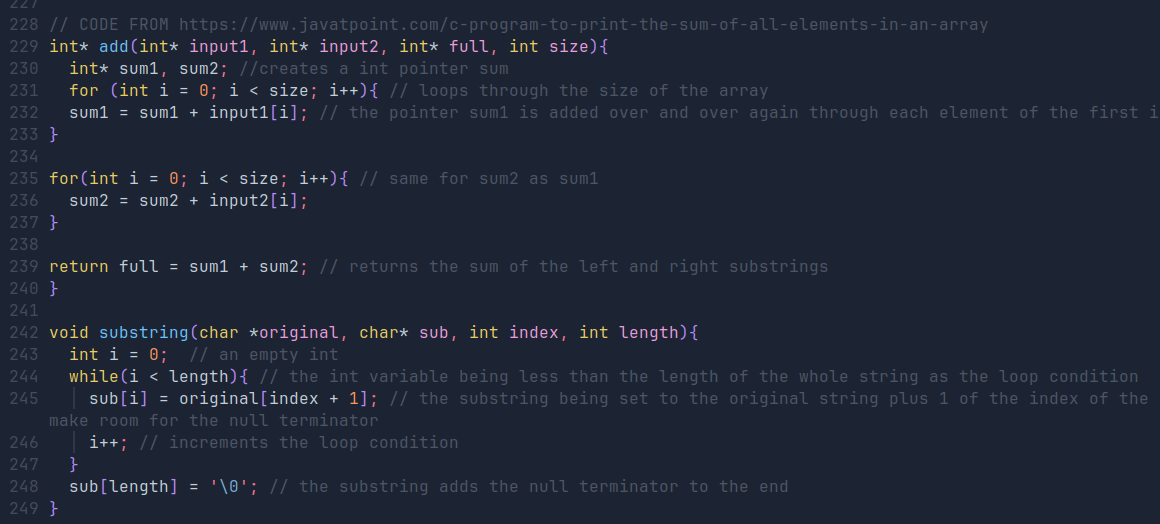 227
228 // CODE FROM https://www.javatpoint.com/c-program-to-print-the-sum-of-all-elements-in-an-array
229 int* add(int* input1, int* input2, int* full, int size){
230   int* sum1, sum2; //creates a int pointer sum
231   for (int i = 0; i < size; i++){ // loops through the size of the array
232   sum1 = sum1 + input1[i]; // the pointer sum1 is added over and over again through each element of the first i
233 }
234
235 for(int i = 0; i < size; i++){ // same for sum2 as sum1
236   sum2 = sum2 + input2[i];
237 }
238
239 return full = sum1 + sum2; // returns the sum of the left and right substrings
240 }
241
242 void substring(char *original, char* sub, int index, int length){
243   int i = 0;  // an empty int
244   while(i < length){ // the int variable being less than the length of the whole string as the loop condition
245     sub[i] = original[index + 1]; // the substring being set to the original string plus 1 of the index of the
make room for the null terminator
246     i++; // increments the loop condition
247   }
248   sub[length] = '\0'; // the substring adds the null terminator to the end
249 }